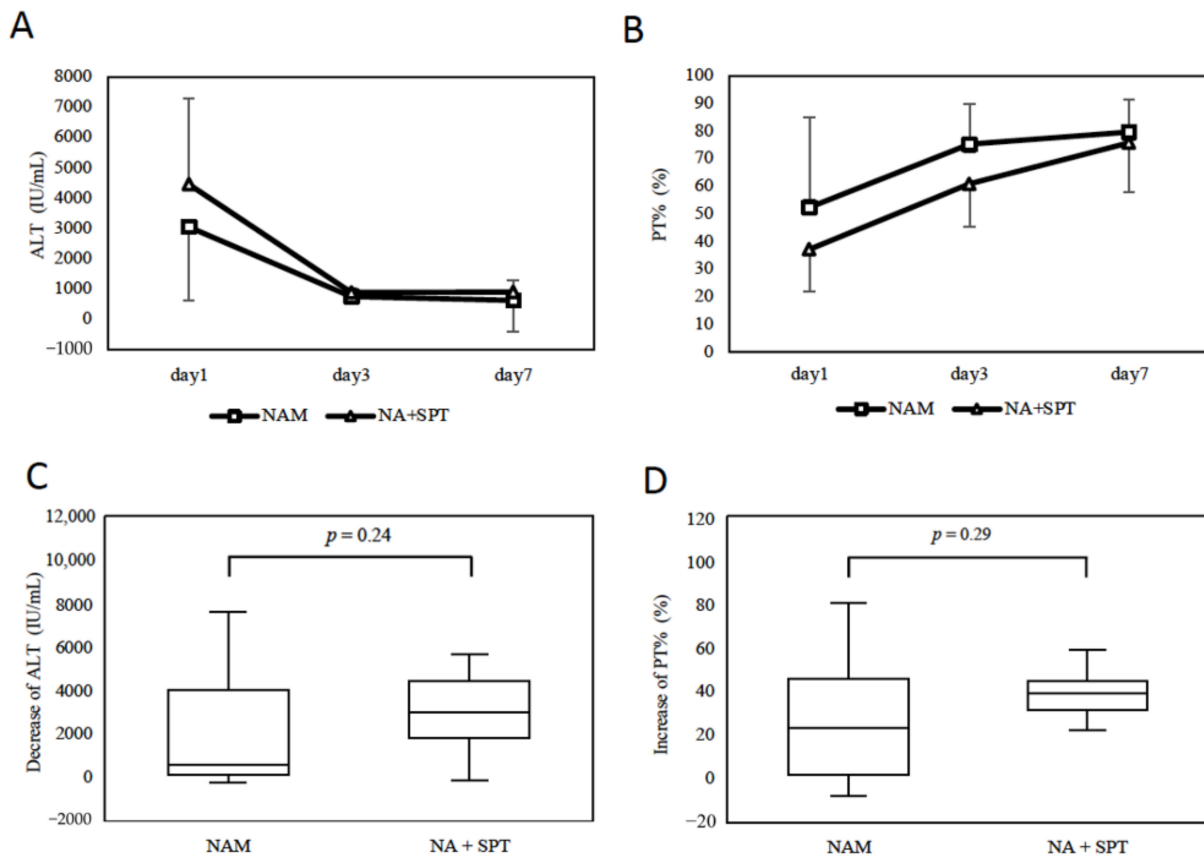 A
8000
7000
6000
5000
4000
3000
2000
1000
0
−1000
ALT (IU/mL)
day1 day3 day7
NAM NA+SPT
B
100
90
80
70
60
50
40
30
20
10
0
PT% (%)
day1 day3 day7
NAM NA+SPT
C
12,000
10,000
8000
6000
4000
2000
0
−2000
Decrease of ALT (IU/mL)
p = 0.24
NAM NA + SPT
D
120
100
80
60
40
20
0
−20
Increase of PT% (%)
p = 0.29
NAM NA + SPT